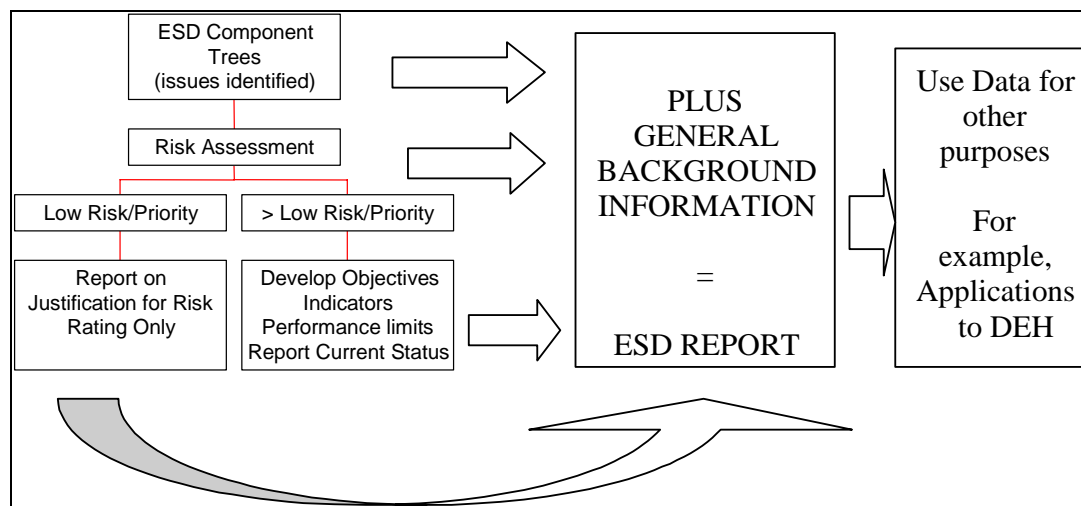 ESD Component
Trees
(issues identified)
Risk Assessment
Low Risk/Priority
> Low Risk/Priority
Report on
Justification for Risk
Rating Only
Develop Objectives
Indicators
Performance limits
Report Current Status
PLUS
GENERAL
BACKGROUND
INFORMATION
=
ESD REPORT
Use Data for
other
purposes
For
example,
Applications
to DEH